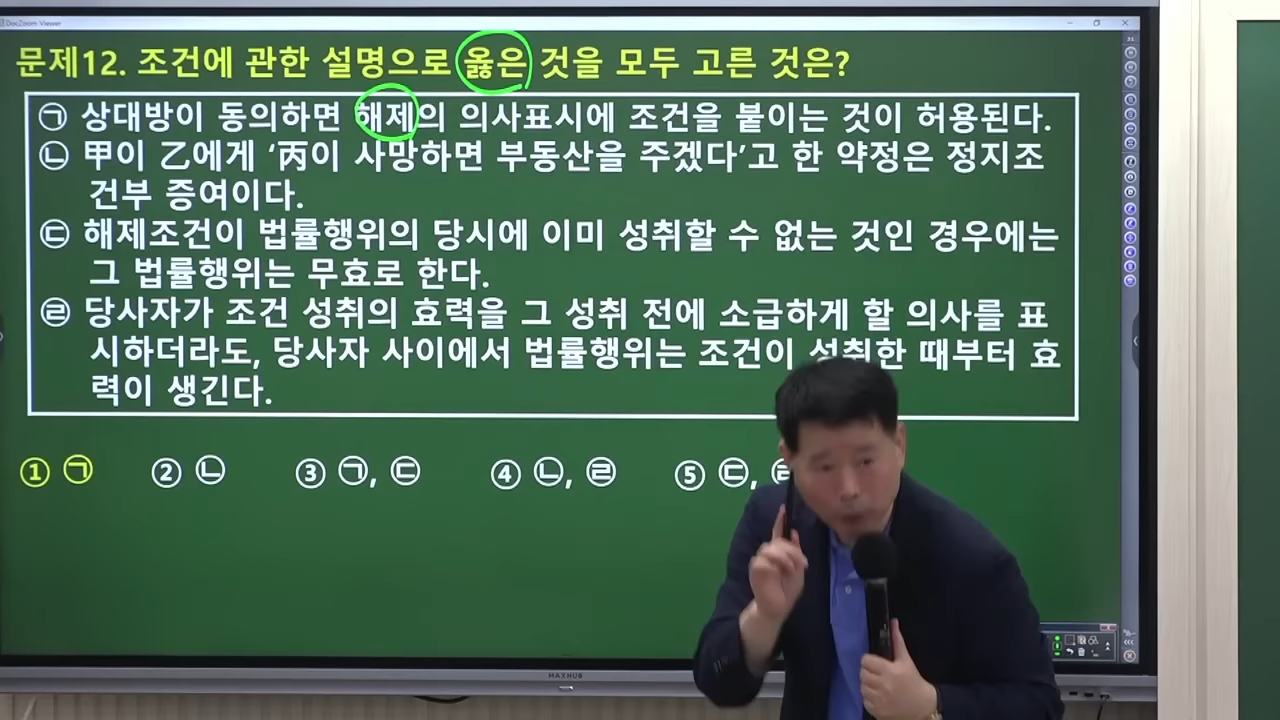 DocZoom Viewer
문제12. 조건에 관한 설명으로 옳은 것을 모두 고른 것은?
㉠ 상대방이 동의하면 해제의 의사표시에 조건을 붙이는 것이 허용된다.
㉡ 甲이 乙에게 ‘丙이 사망하면 부동산을 주겠다’고 한 약정은 정지조
건부 증여이다.
㉢ 해제조건이 법률행위의 당시에 이미 성취할 수 없는 것인 경우에는
그 법률행위는 무효로 한다.
㉣ 당사자가 조건 성취의 효력을 그 성취 전에 소급하게 할 의사를 표
시하더라도, 당사자 사이에서 법률행위는 조건이 성취한 때부터 효
력이 생긴다.
① ㉠ ② ㉡ ③ ㉠, ㉢ ④ ㉡, ㉣ ⑤ ㉢,
MAXHUB